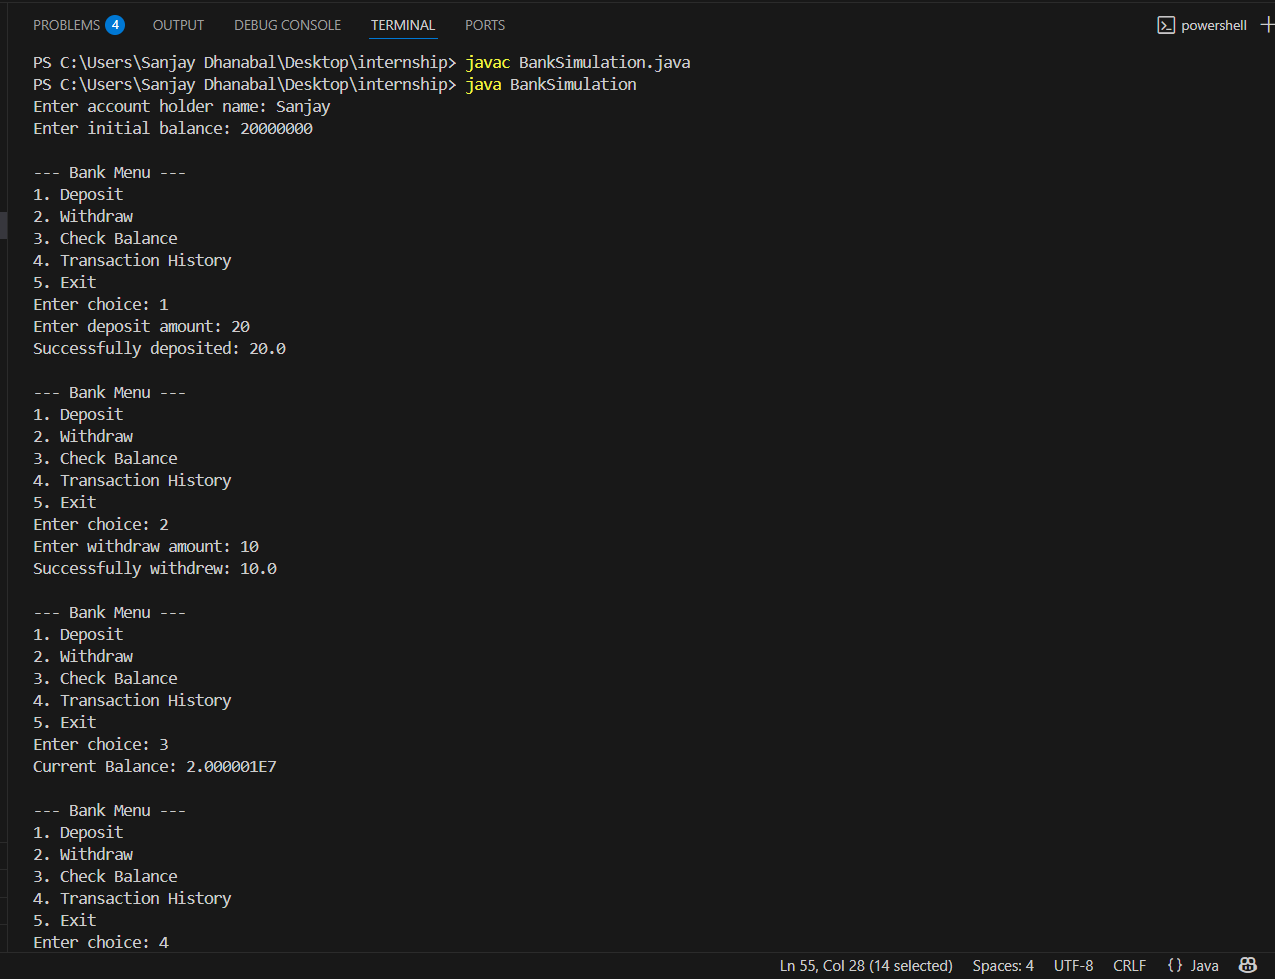 PROBLEMS 4 OUTPUT DEBUG CONSOLE TERMINAL PORTS powershell
PS C:\Users\Sanjay Dhanabal\Desktop\internship> javac BankSimulation.java
PS C:\Users\Sanjay Dhanabal\Desktop\internship> java BankSimulation
Enter account holder name: Sanjay
Enter initial balance: 20000000

--- Bank Menu ---
1. Deposit
2. Withdraw
3. Check Balance
4. Transaction History
5. Exit
Enter choice: 1
Enter deposit amount: 20
Successfully deposited: 20.0

--- Bank Menu ---
1. Deposit
2. Withdraw
3. Check Balance
4. Transaction History
5. Exit
Enter choice: 2
Enter withdraw amount: 10
Successfully withdrew: 10.0

--- Bank Menu ---
1. Deposit
2. Withdraw
3. Check Balance
4. Transaction History
5. Exit
Enter choice: 3
Current Balance: 2.000001E7

--- Bank Menu ---
1. Deposit
2. Withdraw
3. Check Balance
4. Transaction History
5. Exit
Enter choice: 4
Ln 55, Col 28 (14 selected) Spaces: 4 UTF-8 CRLF {} Java